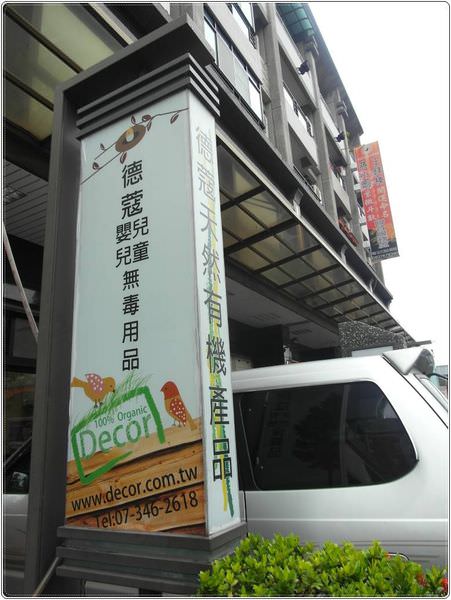 德蔻
嬰兒兒童無毒用品
100% Organic
Decor
www.decor.com.tw
Tel:07-346-2618
德蔻天然有機產品